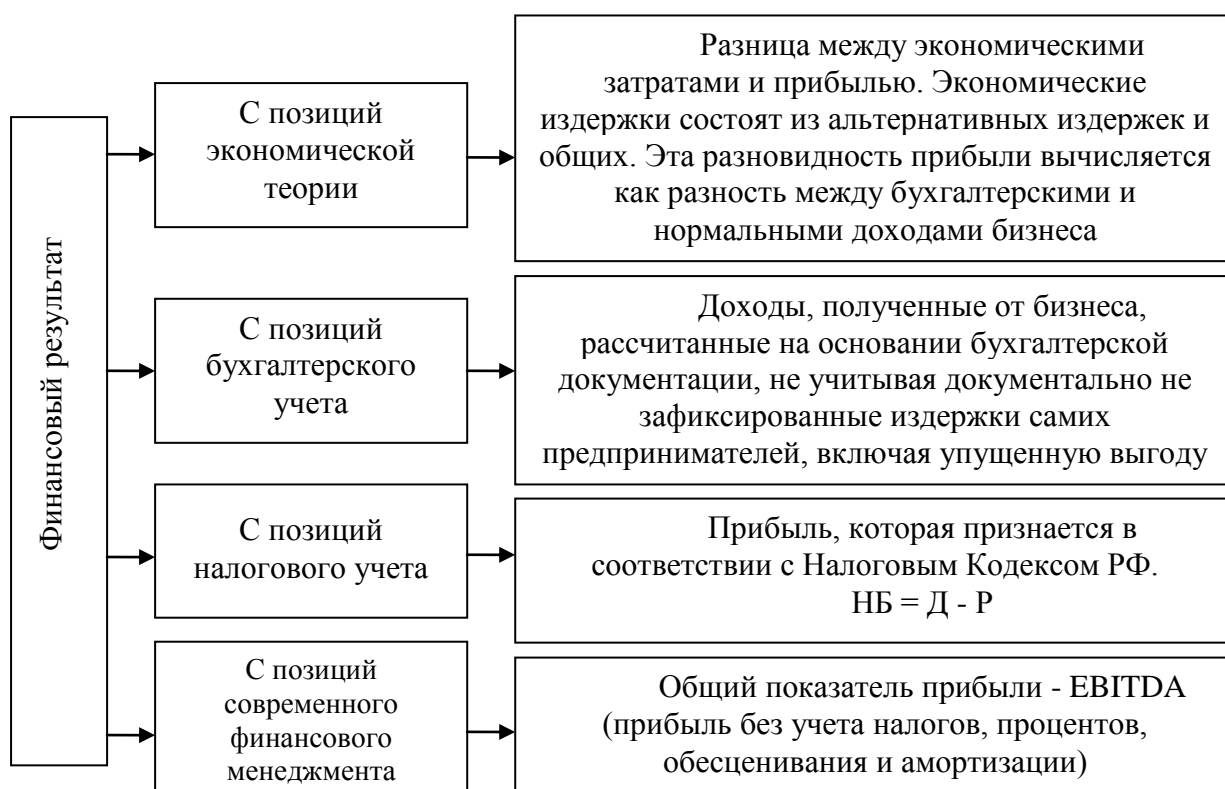 Финансовый результат
С позиций
экономической
теории
Разница между экономическими
затратами и прибылью. Экономические
издержки состоят из альтернативных издержек и
общих. Эта разновидность прибыли вычисляется
как разность между бухгалтерскими и
нормальными доходами бизнеса
С позиций
бухгалтерского
учета
Доходы, полученные от бизнеса,
рассчитанные на основании бухгалтерской
документации, не учитывая документально не
зафиксированные издержки самих
предпринимателей, включая упущенную выгоду
С позиций
налогового учета
Прибыль, которая признается в
соответствии с Налоговым Кодексом РФ.
НБ = Д - Р
С позиций
современного
финансового
менеджмента
Общий показатель прибыли - EBITDA
(прибыль без учета налогов, процентов,
обесценивания и амортизации)